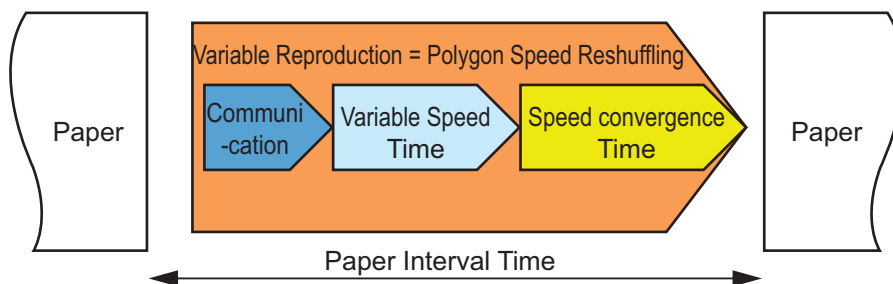 Variable Reproduction = Polygon Speed Reshuffling
Paper
Communi
-cation
Variable Speed
Time
Speed convergence
Time
Paper
Paper Interval Time